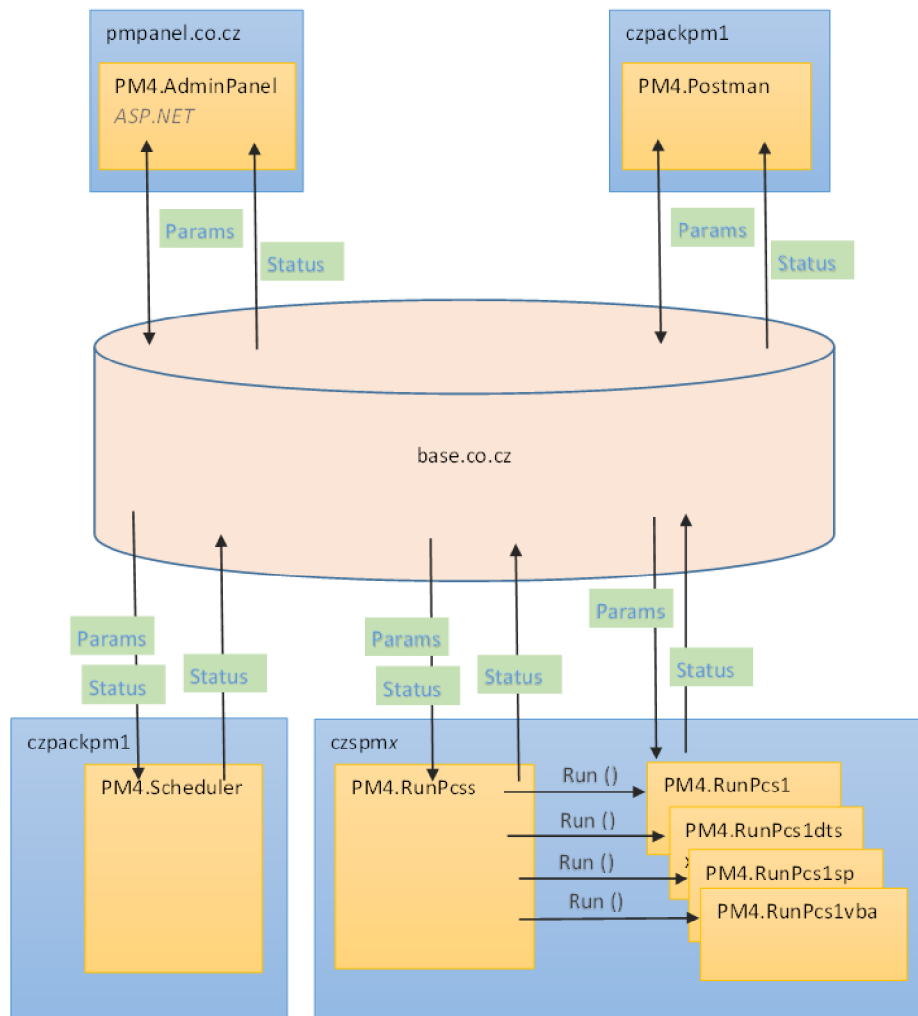 pmpanel.co.cz
PM4.AdminPanel
ASP.NET
czpackpm1
PM4.Postman
Params
Status
Params
Status
base.co.cz
Params
Status
Status
Params
Status
Status
Params
Status
czpackpm1
PM4.Scheduler
czspmx
PM4.RunPcss
Run ()
Run ()
Run ()
Run ()
PM4.RunPcs1
PM4.RunPcs1dts
x
PM4.RunPcs1sp
PM4.RunPcs1vba